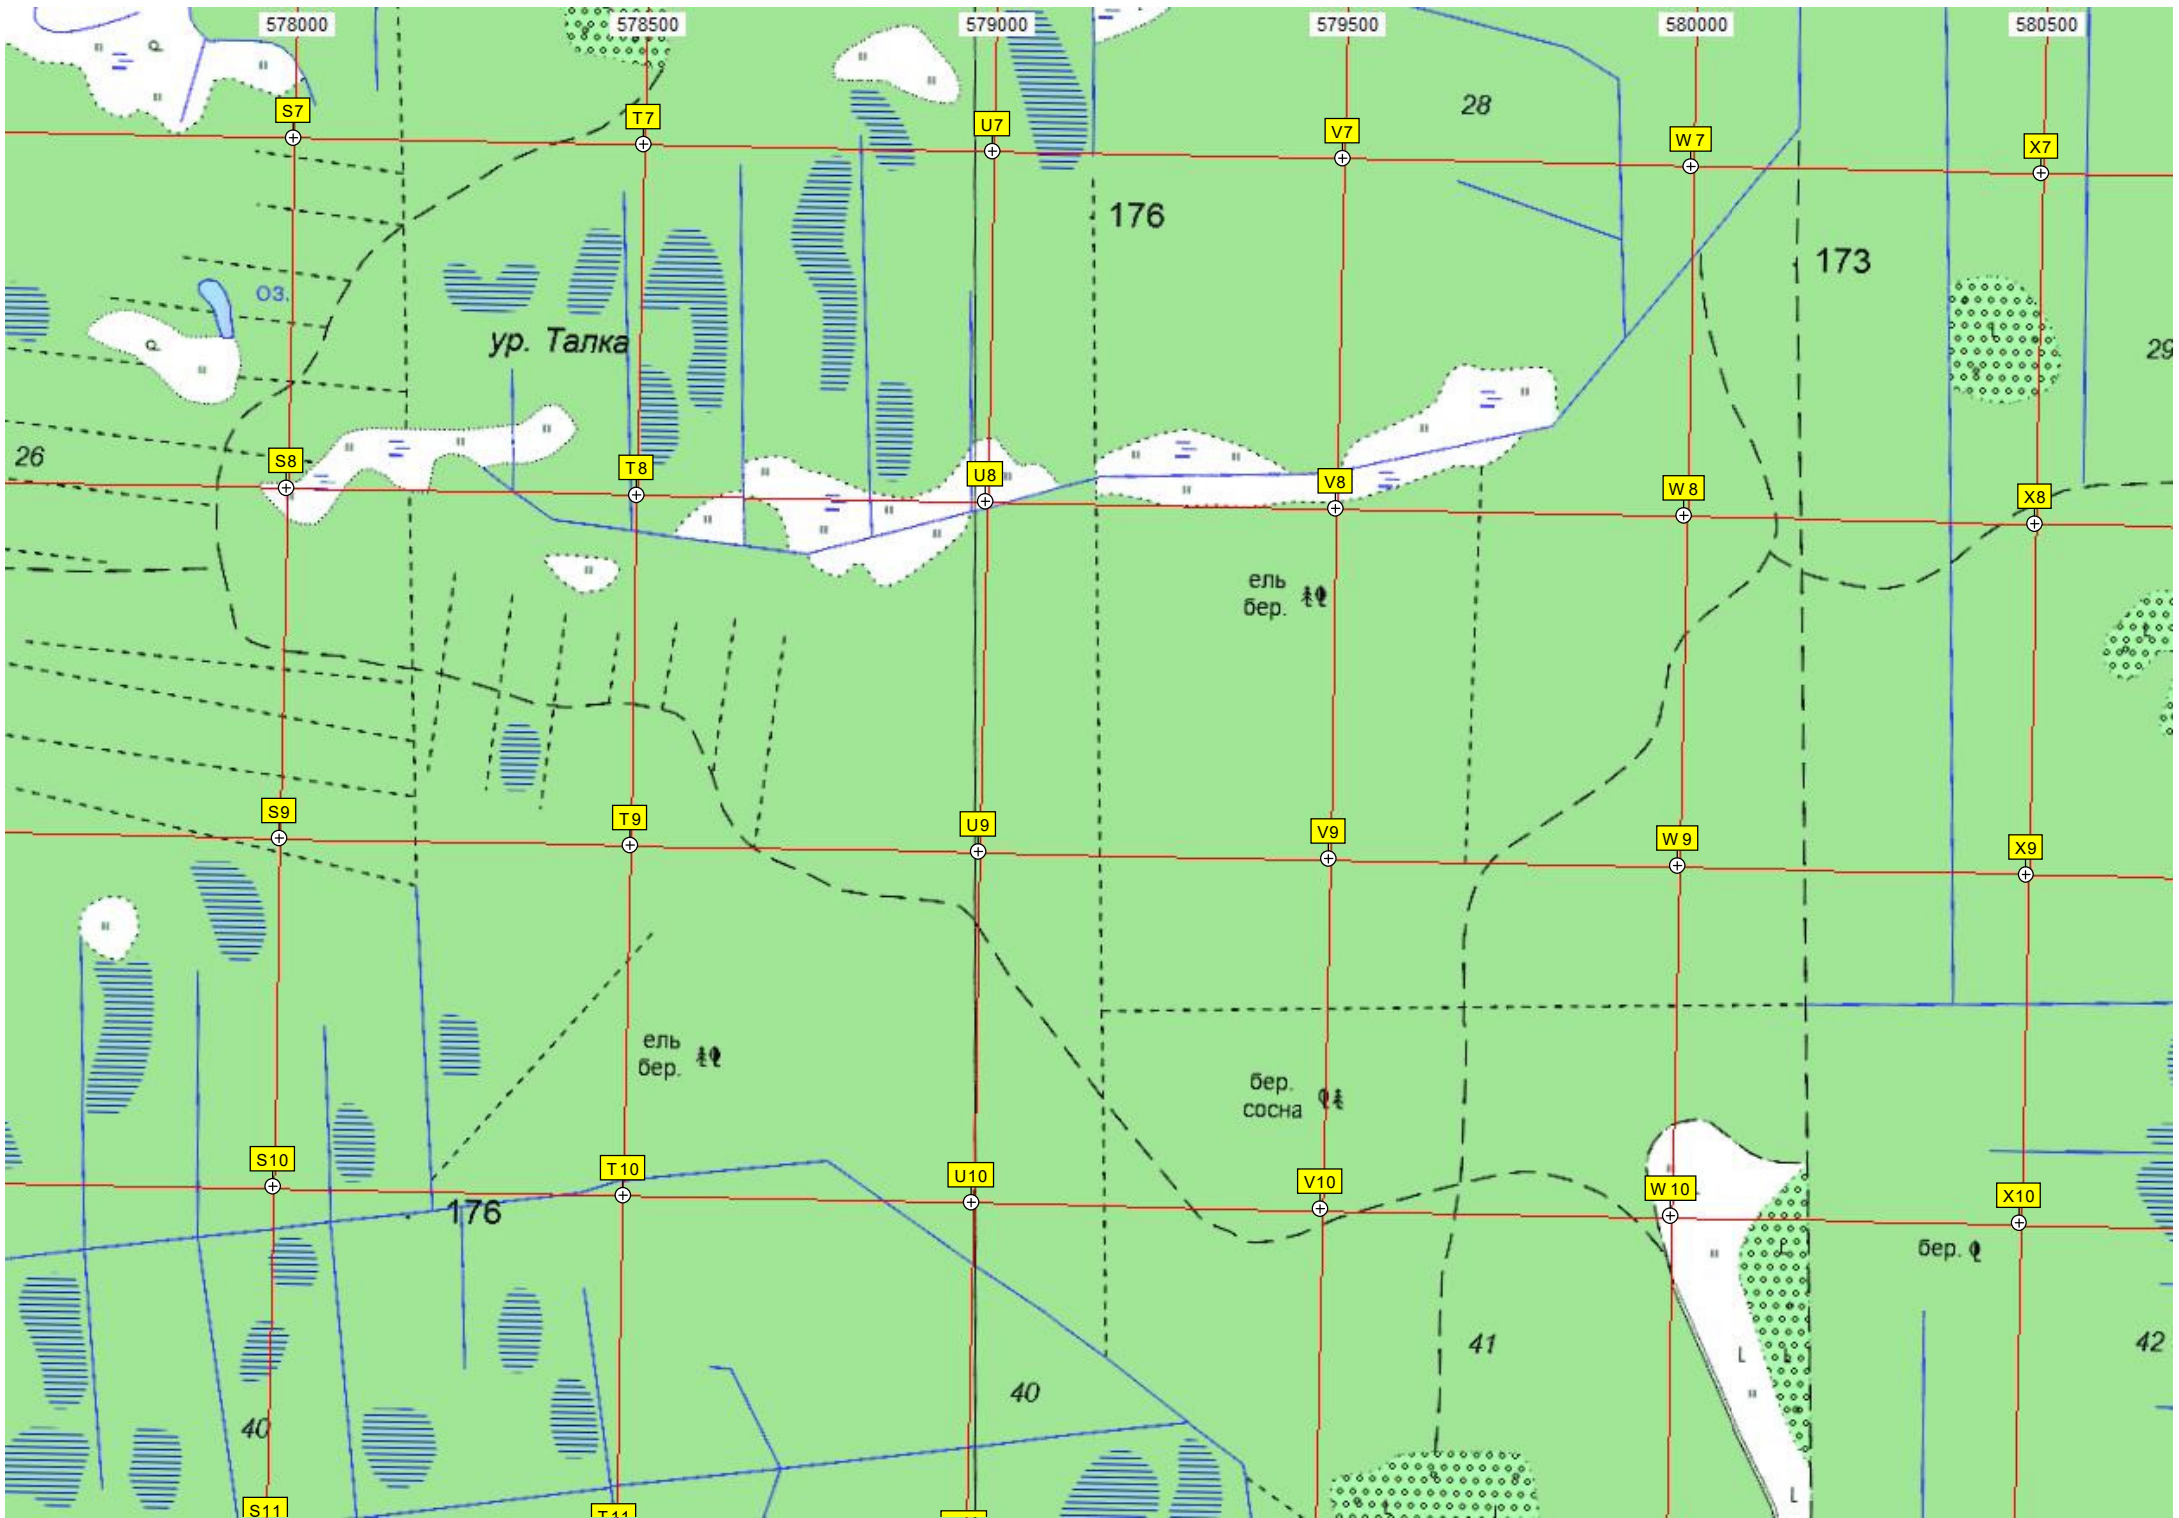 578000 578500 579000 579500 580000 580500
28
S7 T7 U7 V7 W7 X7
176
173
оз.
ур. Талка
29
26
S8 T8 U8 V8 W8 X8
ель
бер.
S9 T9 U9 V9 W9 X9
ель
бер.
бер.
сосна
S10 T10 U10 V10 W10 X10
176
бер.
41
42
40
40
S11 T11